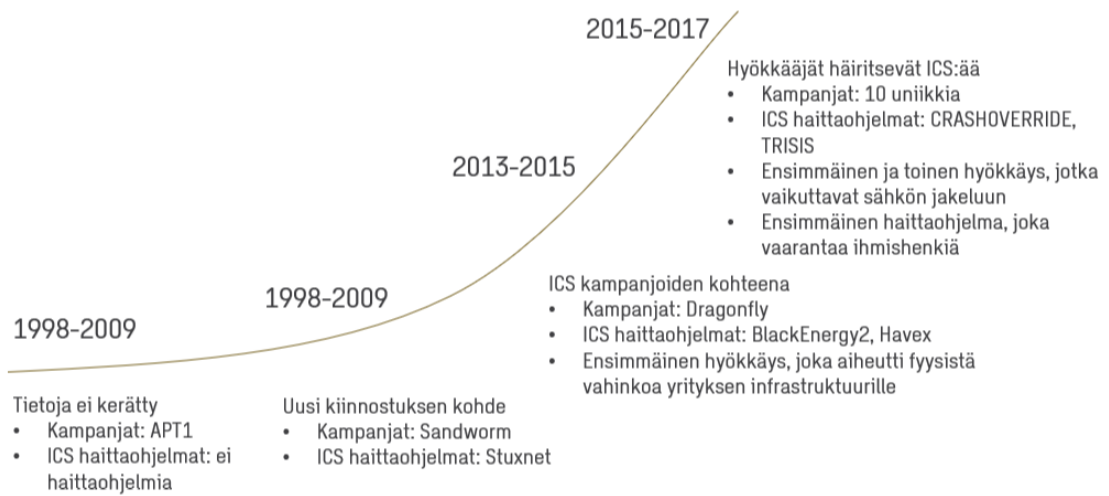 1998-2009
Tietoja ei kerätty
• Kampanjat: APT1
• ICS haittaohjelmat: ei
haittaohjelmia
1998-2009
Uusi kiinnostuksen kohde
• Kampanjat: Sandworm
• ICS haittaohjelmat: Stuxnet
2013-2015
ICS kampanjoiden kohteena
• Kampanjat: Dragonfly
• ICS haittaohjelmat: BlackEnergy2, Havex
• Ensimmäinen hyökkäys, joka aiheutti fyysistä
vahinkoa yrityksen infrastruktuurille
2015-2017
Hyökkääjät häiritsevät ICS:ää
• Kampanjat: 10 uniikkia
• ICS haittaohjelmat: CRASHOVERRIDE,
TRISIS
• Ensimmäinen ja toinen hyökkäys, jotka
vaikuttavat sähkön jakeluun
• Ensimmäinen haittaohjelma, joka
vaarantaa ihmishenkiä